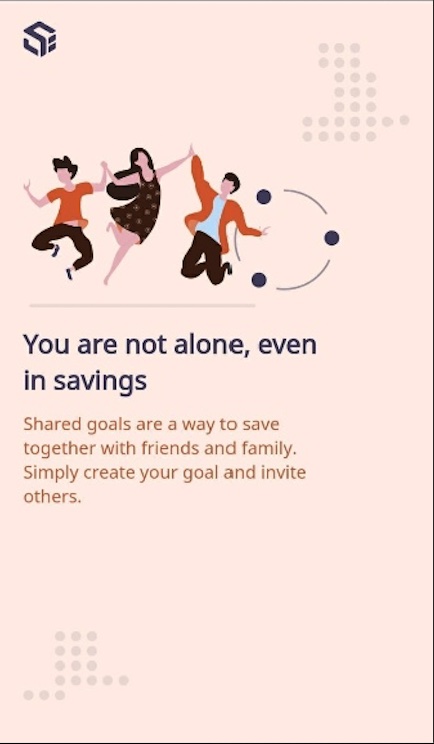 You are not alone, even
in savings
Shared goals are a way to save
together with friends and family.
Simply create your goal and invite
others.